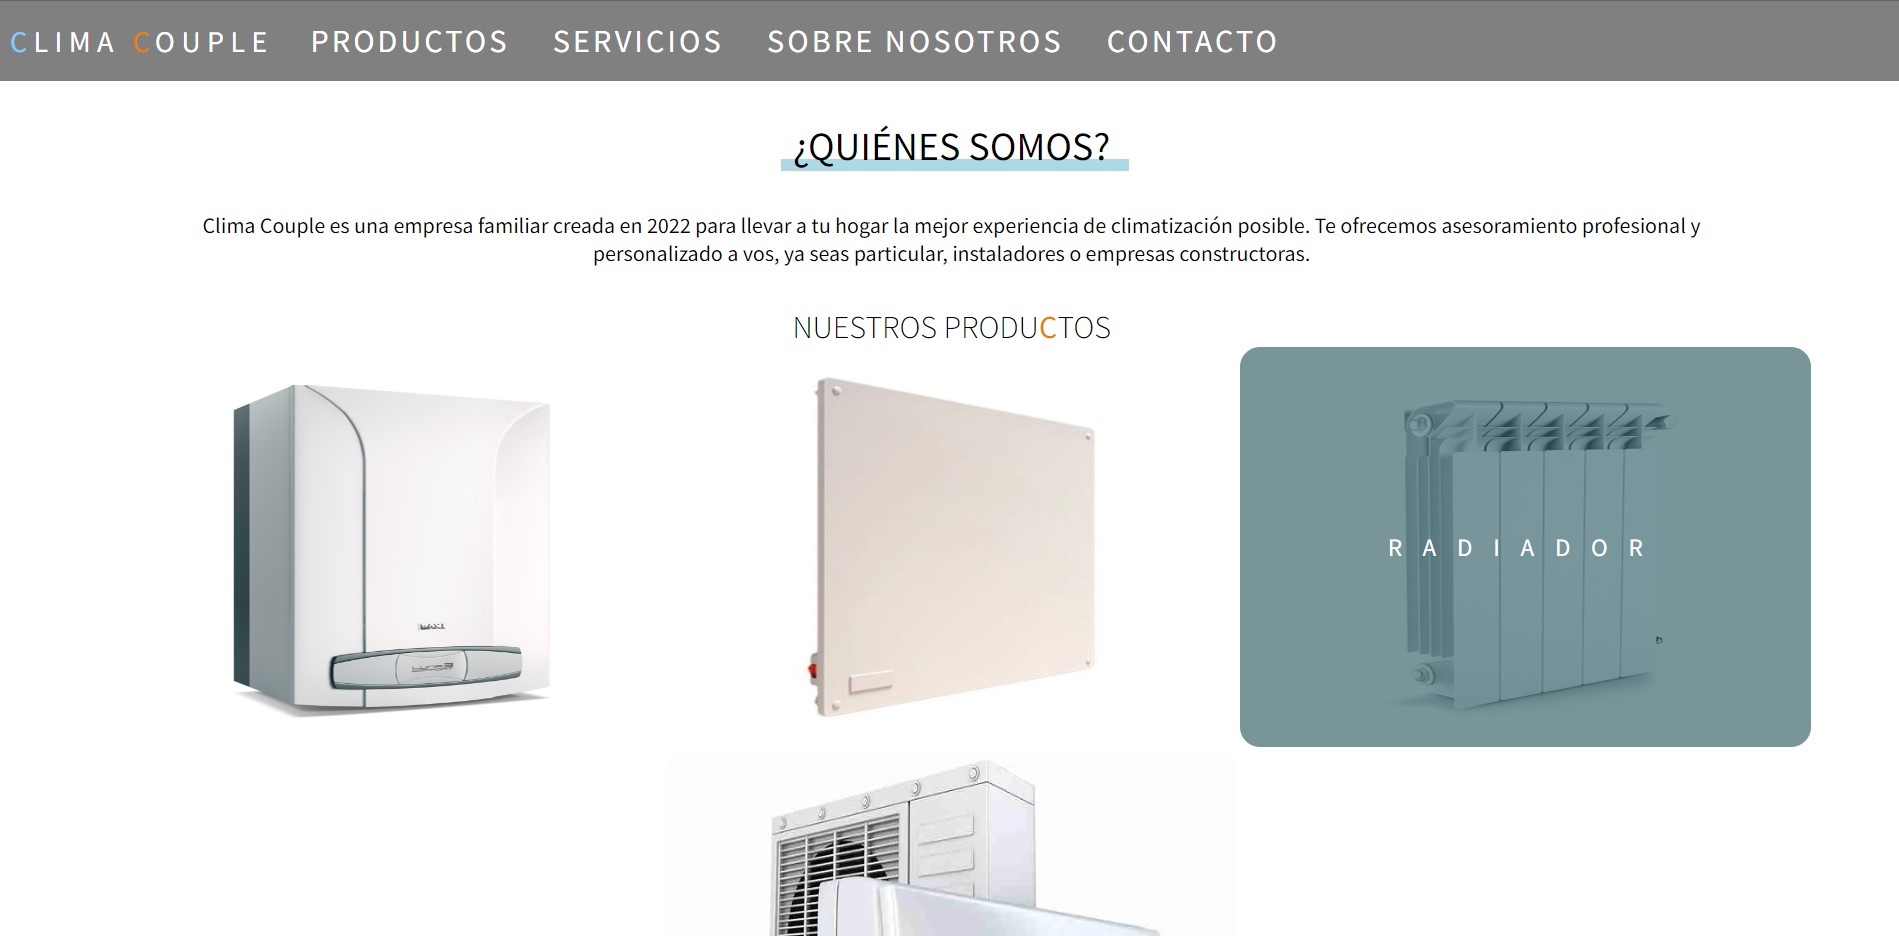 CLIMA COUPLE PRODUCTOS SERVICIOS SOBRE NOSOTROS CONTACTO
¿QUIÉNES SOMOS?
Clima Couple es una empresa familiar creada en 2022 para llevar a tu hogar la mejor experiencia de climatización posible. Te ofrecemos asesoramiento profesional y
personalizado a vos, ya seas particular, instaladores o empresas constructoras.
NUESTROS PRODUCTOS
RADIADOR